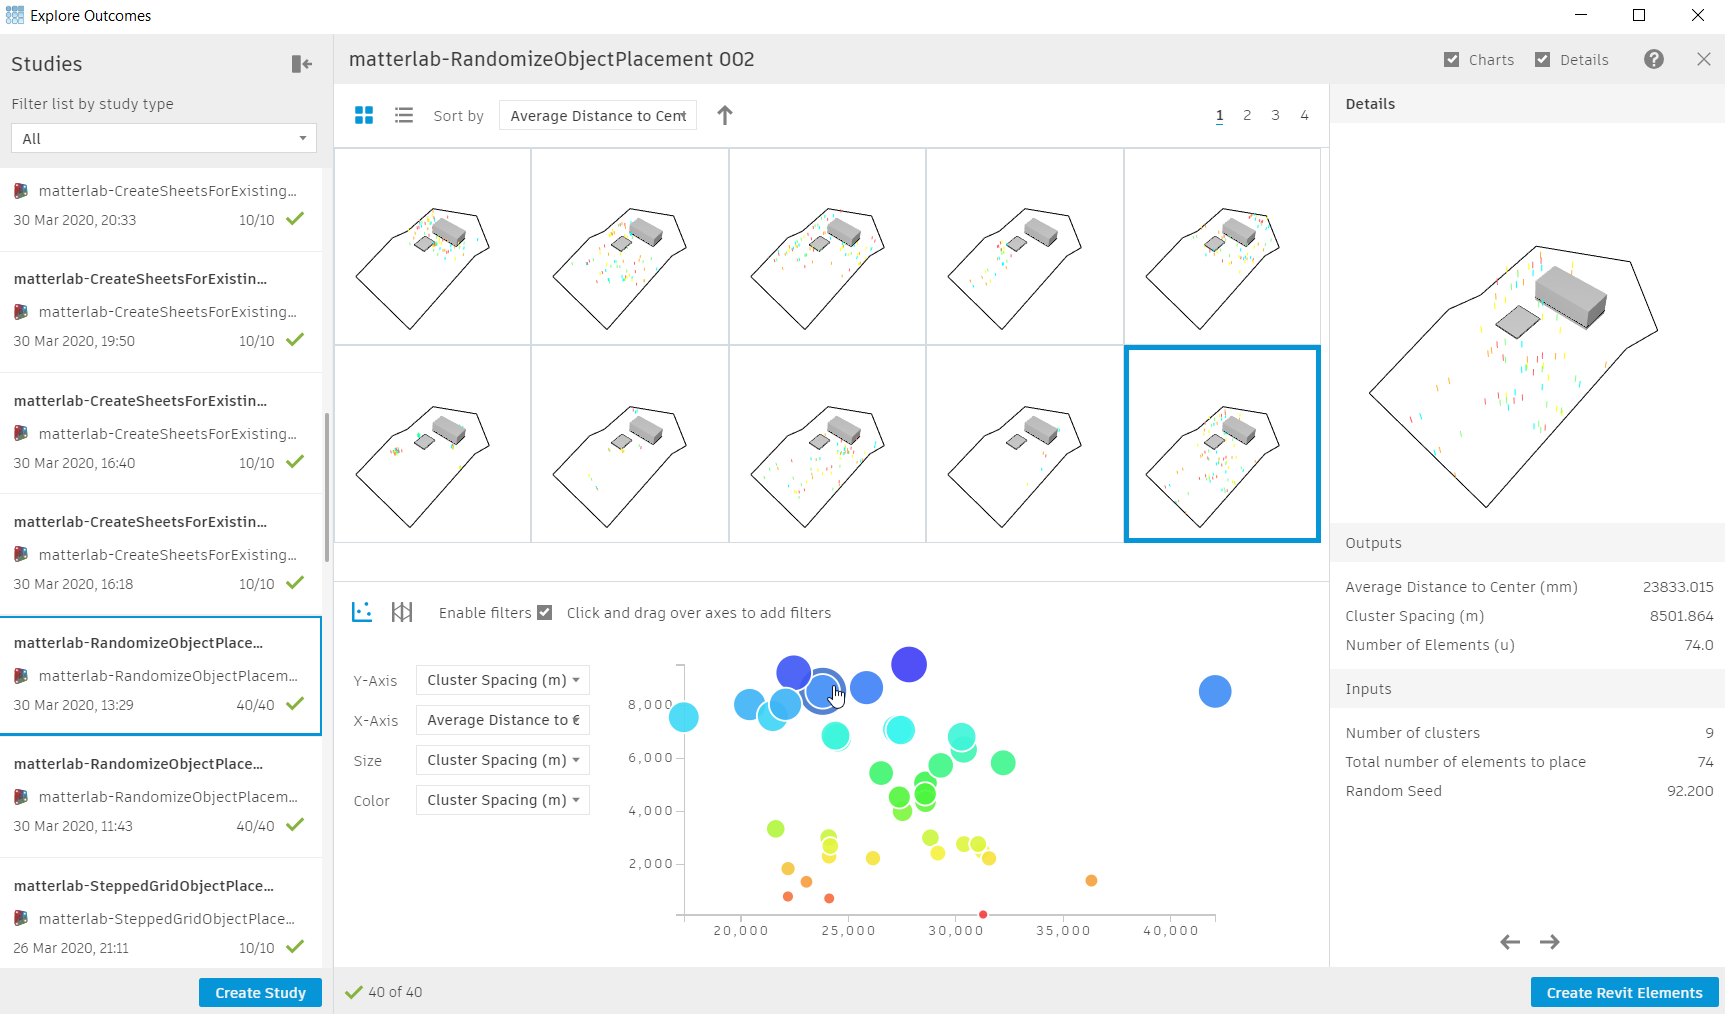 Explore Outcomes
Studies
Filter list by study type
All
matterlab-CreateSheetsForExisting...
30 Mar 2020, 20:33 10/10
matterlab-CreateSheetsForExistin...
matterlab-CreateSheetsForExisting...
30 Mar 2020, 19:50 10/10
matterlab-CreateSheetsForExistin...
matterlab-CreateSheetsForExisting...
30 Mar 2020, 16:40 10/10
matterlab-CreateSheetsForExistin...
matterlab-CreateSheetsForExisting...
30 Mar 2020, 16:18 10/10
matterlab-RandomizeObjectPlace...
matterlab-RandomizeObjectPlacem...
30 Mar 2020, 13:29 40/40
matterlab-RandomizeObjectPlace...
matterlab-RandomizeObjectPlacem...
30 Mar 2020, 11:43 40/40
matterlab-SteppedGridObjectPlace...
matterlab-SteppedGridObjectPlace...
26 Mar 2020, 21:11 10/10
Create Study
matterlab-RandomizeObjectPlacement 002
Charts Details ?
Sort by Average Distance to Cent
1 2 3 4
Enable filters Click and drag over axes to add filters
Y-Axis Cluster Spacing (m)
X-Axis Average Distance to
Size Cluster Spacing (m)
Color Cluster Spacing (m)
8,000
6,000
4,000
2,000
20,000 25,000 30,000 35,000 40,000
40 of 40
Details
Outputs
Average Distance to Center (mm) 23833.015
Cluster Spacing (m) 8501.864
Number of Elements (u) 74.0
Inputs
Number of clusters 9
Total number of elements to place 74
Random Seed 92.200
Create Revit Elements